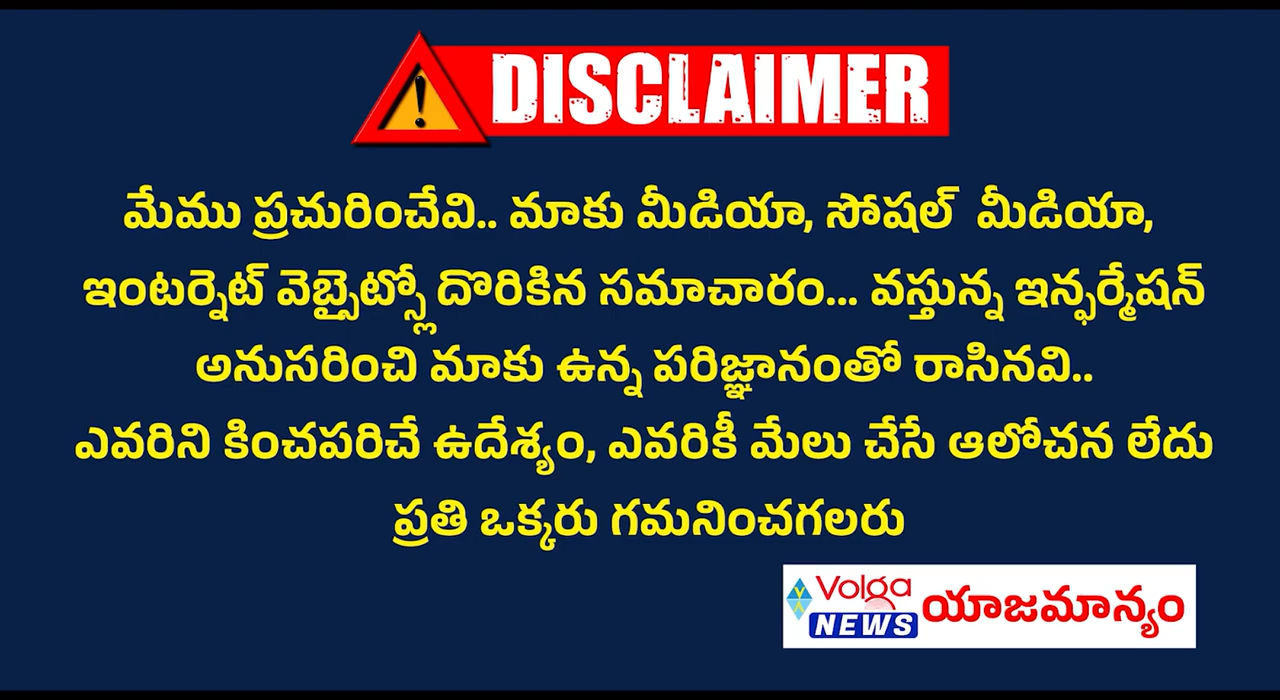 DISCLAIMER
మేము ప్రచురించేవి.. మాకు మీడియా, సోషల్ మీడియా,
ఇంటర్నెట్ వెబ్సైట్స్లో దొరికిన సమాచారం... వస్తున్న ఇన్ఫర్మేషన్
అనుసరించి మాకు ఉన్న పరిజ్ఞానంతో రాసినవి..
ఎవరిని కించపరిచే ఉదేశ్యం, ఎవరికీ మేలు చేసే ఆలోచన లేదు
ప్రతి ఒక్కరు గమనించగలరు
Volga
NEWS యాజమాన్యం